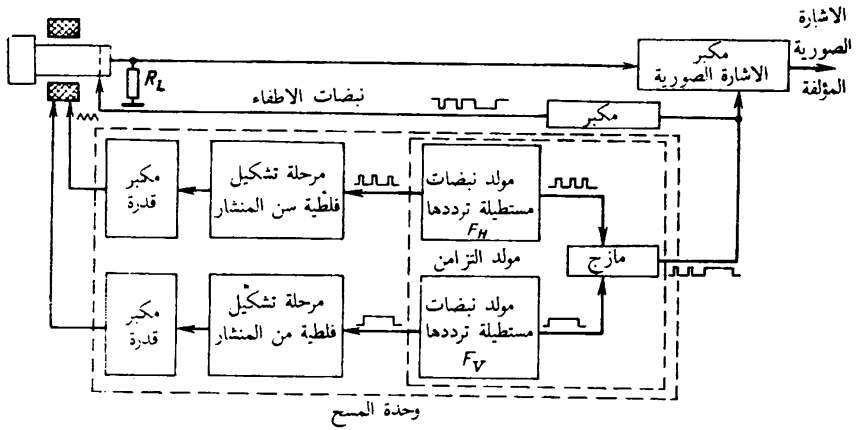 الاشارة
الصورية
المؤلفة
مكبر
الاشارة الصورية
R_L
نبضات الاطفاء
مكبر
مكبر
قدرة
مرحلة تشكيل
فلطية سن المنشار
مولد نبضات
مستطيلة ترددها
F_H
مازج
مولد التزامن
مكبر
قدرة
مرحلة تشكيل
فلطية من المنشار
مولد نبضات
مستطيلة ترددها
F_V
وحدة المسح